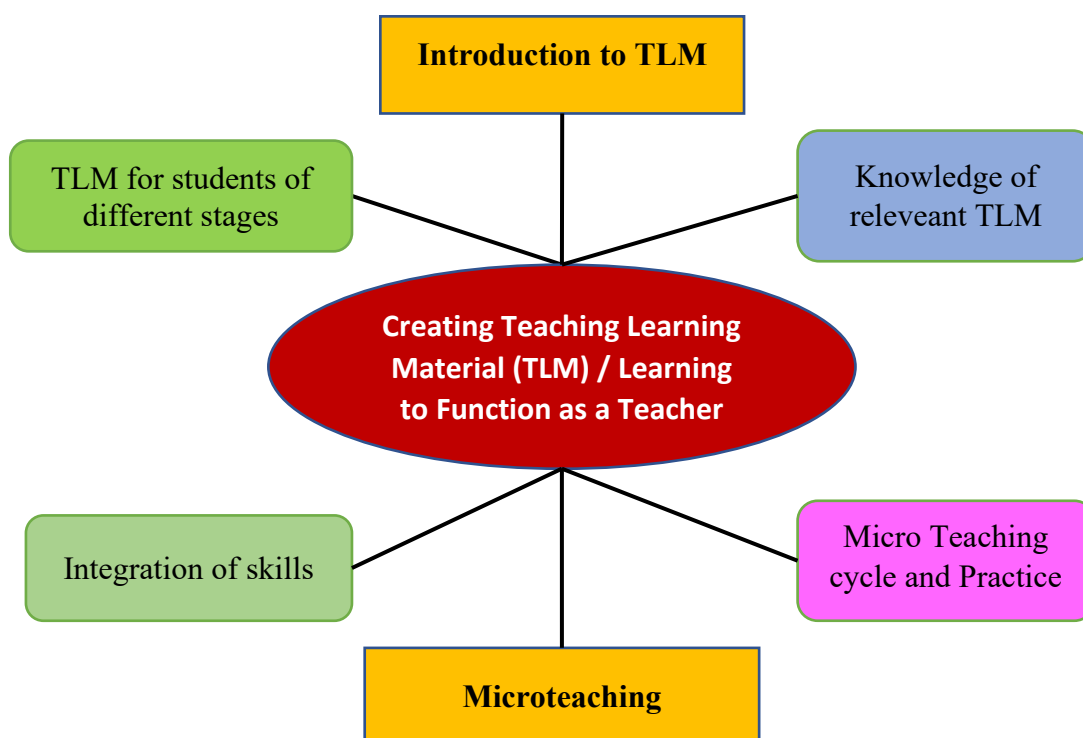 Introduction to TLM
TLM for students of
different stages
Knowledge of
releveant TLM
Creating Teaching Learning
Material (TLM) / Learning
to Function as a Teacher
Integration of skills
Micro Teaching
cycle and Practice
Microteaching